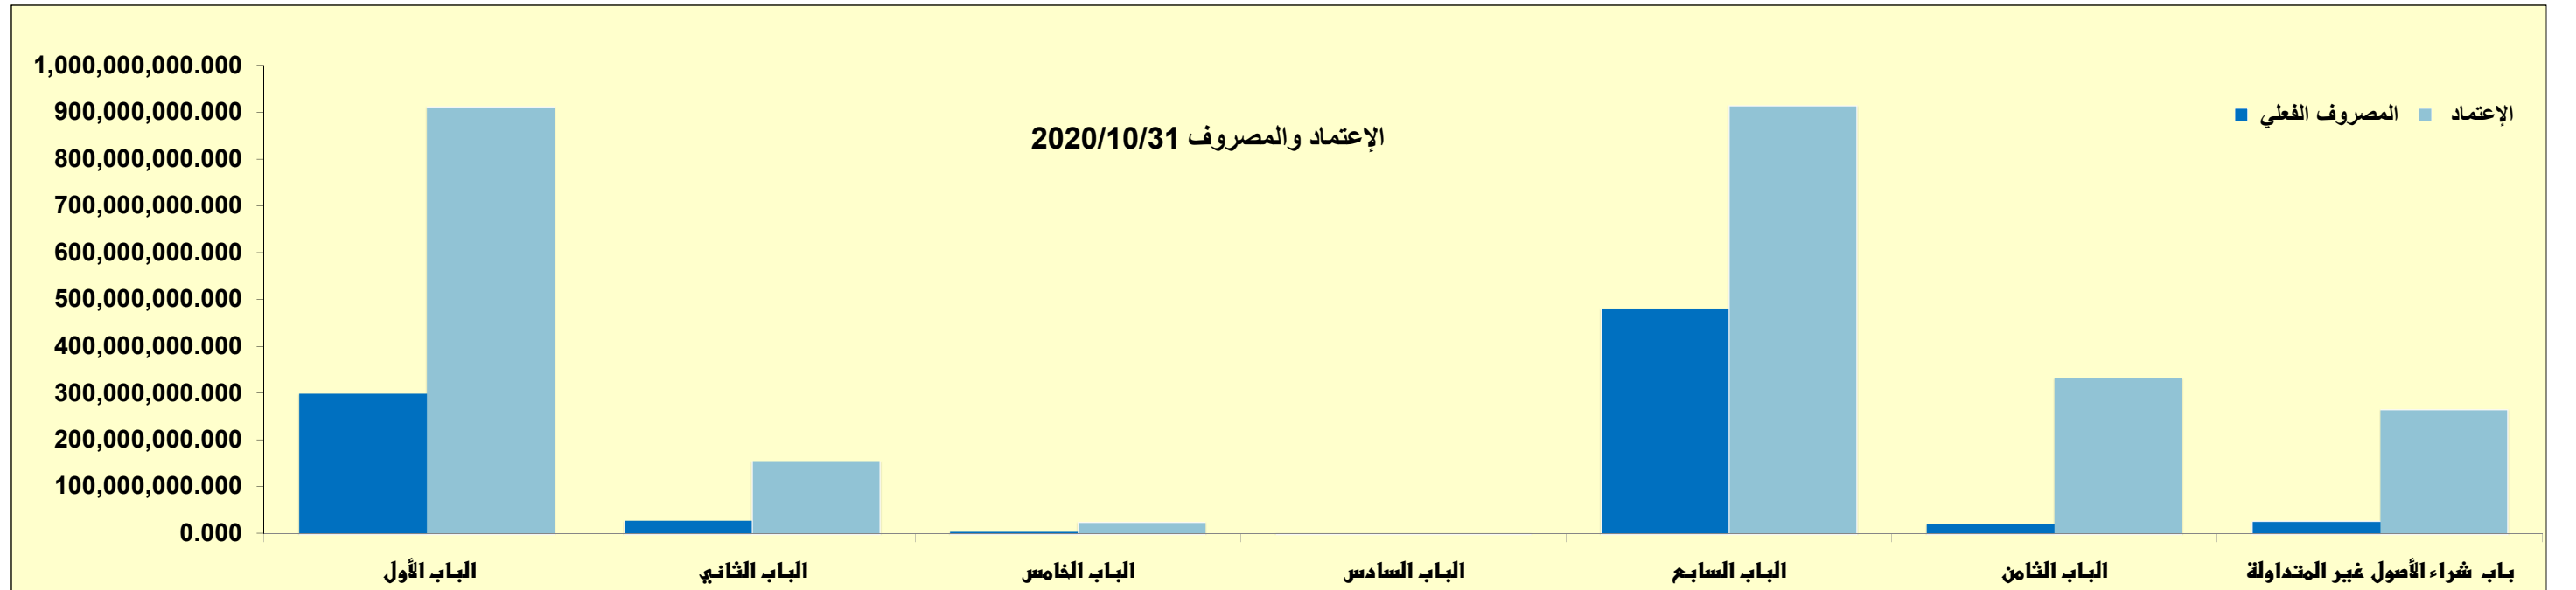 1,000,000,000.000
900,000,000.000
800,000,000.000
700,000,000.000
600,000,000.000
500,000,000.000
400,000,000.000
300,000,000.000
200,000,000.000
100,000,000.000
0.000
الإعتماد والمصروف 2020/10/31
المصروف الفعلي
الإعتماد
الباب الأول
الباب الثاني
الباب الخامس
الباب السادس
الباب السابع
الباب الثامن
باب شراء الأصول غير المتداولة